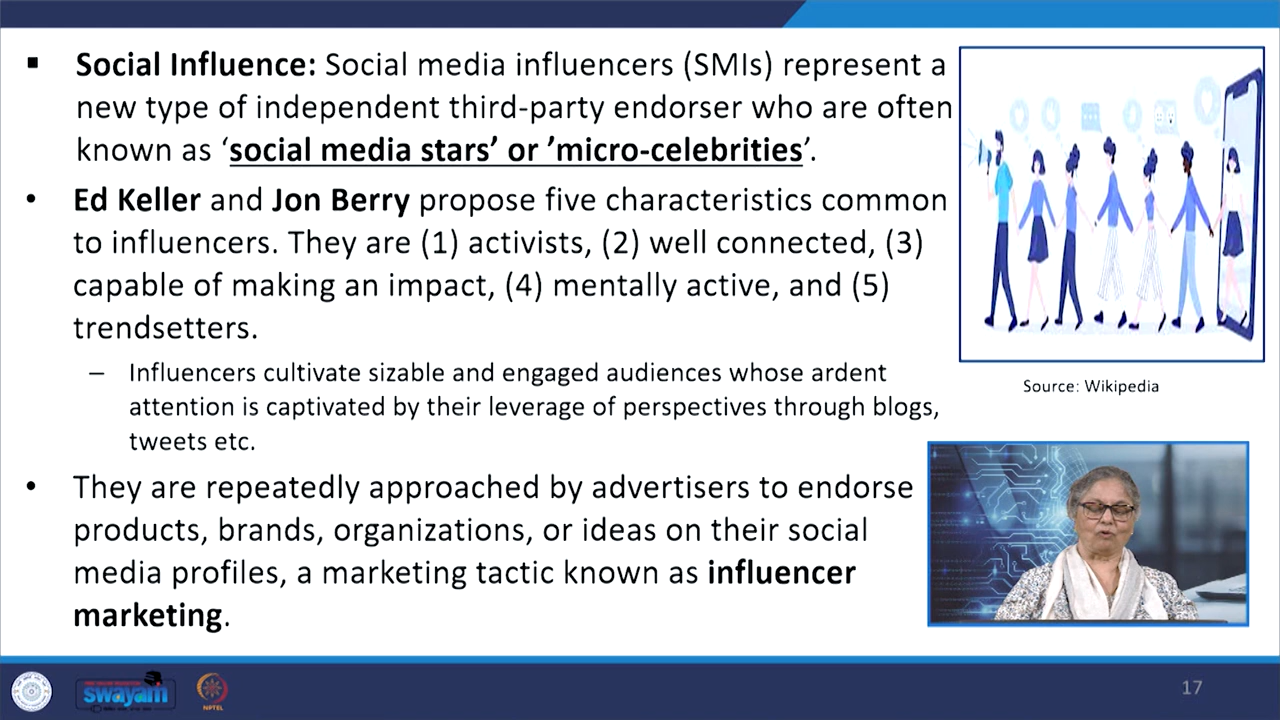 ▪ Social Influence: Social media influencers (SMIs) represent a
new type of independent third-party endorser who are often
known as ‘social media stars’ or ’micro-celebrities’.
• Ed Keller and Jon Berry propose five characteristics common
to influencers. They are (1) activists, (2) well connected, (3)
capable of making an impact, (4) mentally active, and (5)
trendsetters.
– Influencers cultivate sizable and engaged audiences whose ardent
attention is captivated by their leverage of perspectives through blogs,
tweets etc.
• They are repeatedly approached by advertisers to endorse
products, brands, organizations, or ideas on their social
media profiles, a marketing tactic known as influencer
marketing.
Source: Wikipedia
swayam
NPTEL
17